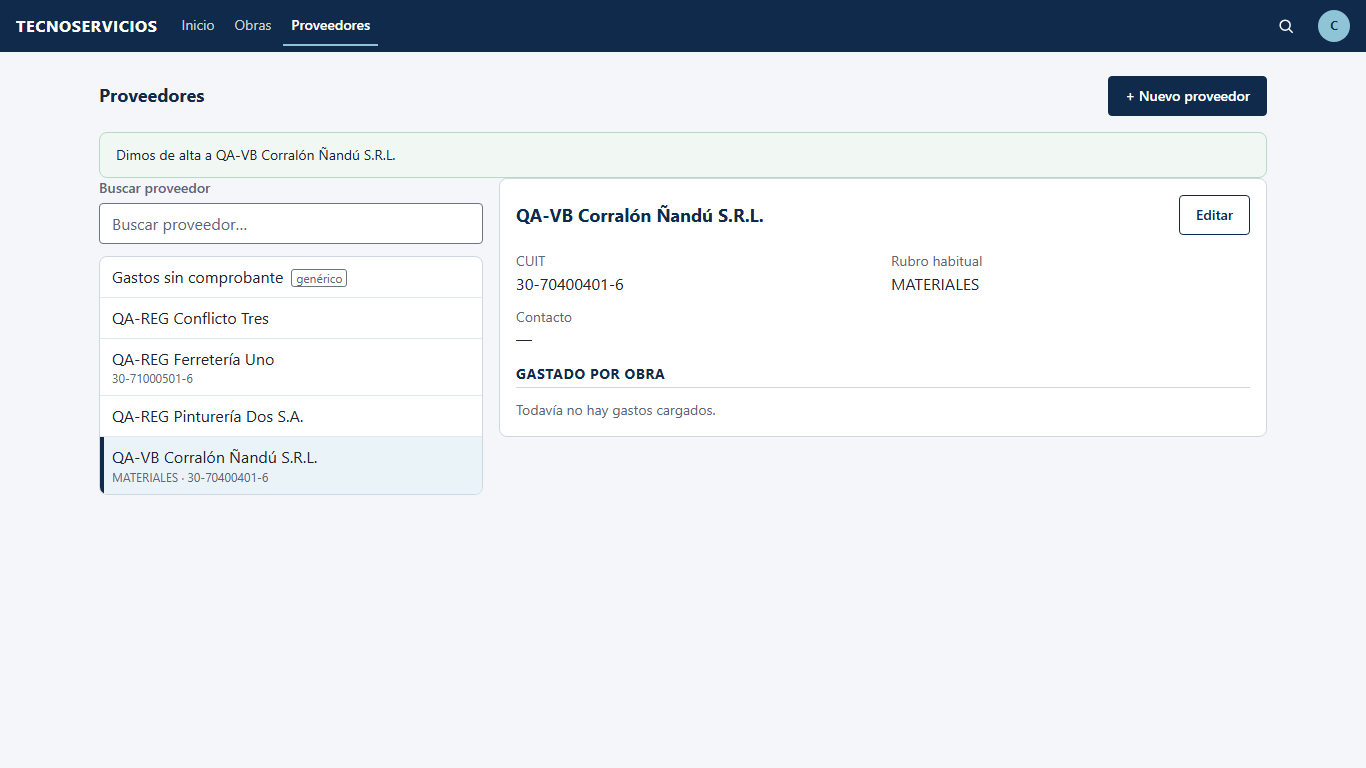 TECNOSERVICIOS Inicio Obras Proveedores C
Proveedores
+ Nuevo proveedor
Dimos de alta a QA-VB Corralón Ñandú S.R.L.
Buscar proveedor
Buscar proveedor...
Gastos sin comprobante genérico
QA-REG Conflicto Tres
QA-REG Ferretería Uno
30-71000501-6
QA-REG Pinturería Dos S.A.
QA-VB Corralón Ñandú S.R.L.
MATERIALES · 30-70400401-6
QA-VB Corralón Ñandú S.R.L.
Editar
CUIT
30-70400401-6
Rubro habitual
MATERIALES
Contacto
—
GASTADO POR OBRA
Todavía no hay gastos cargados.